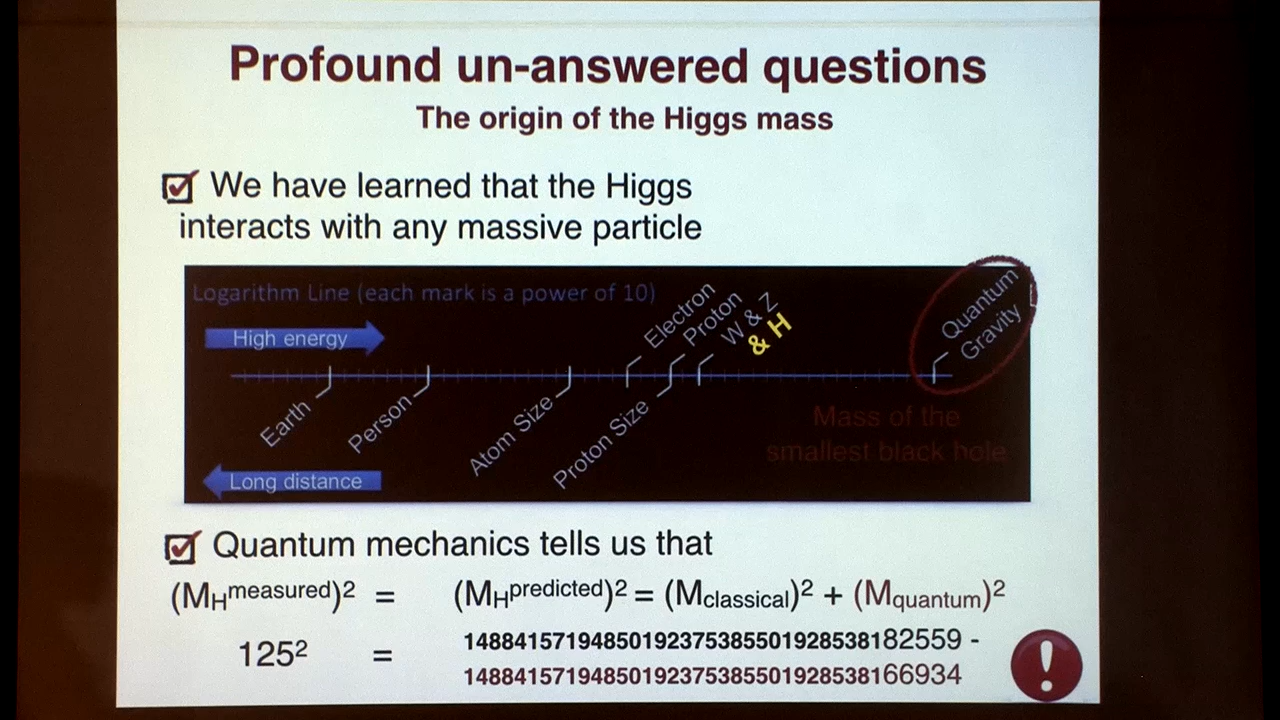 Profound un-answered questions
The origin of the Higgs mass
We have learned that the Higgs
interacts with any massive particle
Logarithm Line (each mark is a power of 10)
High energy
Electron
Proton
W & Z
& H
Quantum
Gravity
Earth
Person
Atom Size
Proton Size
Mass of the
smallest black hole
Long distance
Quantum mechanics tells us that
(MHmeasured)2 = (MHpredicted)2 = (Mclassical)2 + (Mquantum)2
1252 = 14884157194850192375385501928538182559 -
14884157194850192375385501928538166934
!